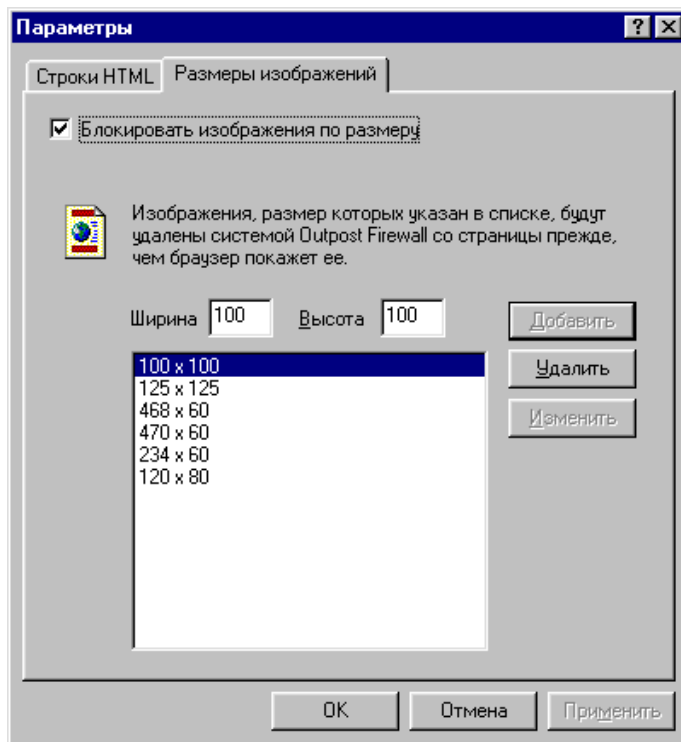 Параметры
Строки HTML
Размеры изображений
Блокировать изображения по размеру
Изображения, размер которых указан в списке, будут
удалены системой Outpost Firewall со страницы прежде,
чем браузер покажет ее.
Ширина 100 Высота 100 Добавить
100 x 100
125 x 125
468 x 60
470 x 60
234 x 60
120 x 80
Удалить
Изменить
OK Отмена Применить